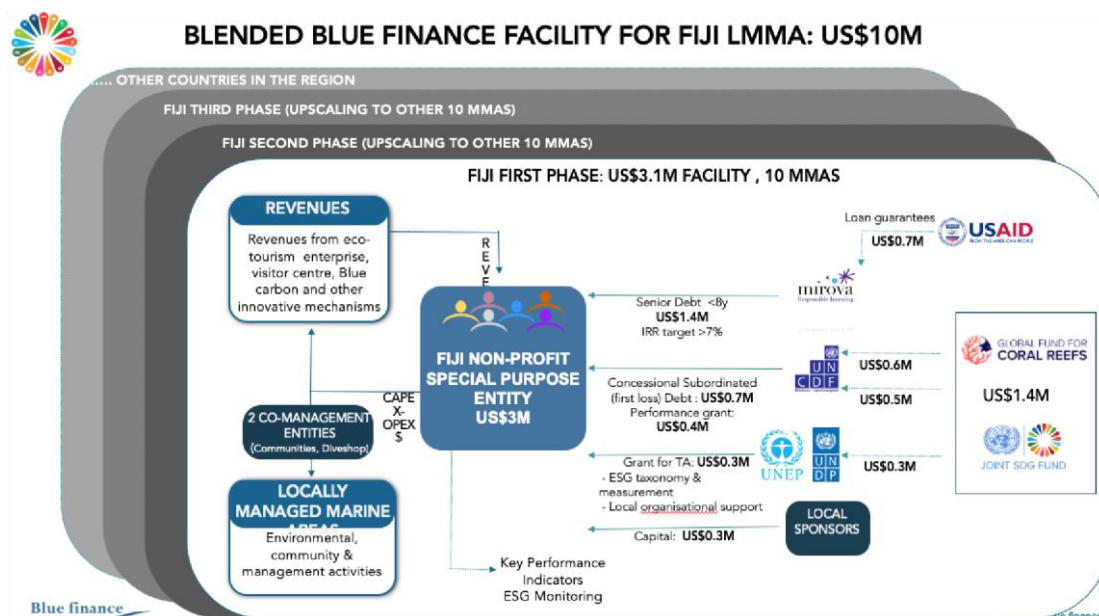 BLENDED BLUE FINANCE FACILITY FOR FIJI LMMA: US$10M
..... OTHER COUNTRIES IN THE REGION
FIJI THIRD PHASE (UPSCALING TO OTHER 10 MMAS)
FIJI SECOND PHASE (UPSCALING TO OTHER 10 MMAS)
FIJI FIRST PHASE: US$3.1M FACILITY , 10 MMAS
REVENUES
Revenues from eco-
tourism enterprise,
visitor centre, Blue
carbon and other
innovative mechanisms
R
E
V
E
FIJI NON-PROFIT
SPECIAL PURPOSE
ENTITY
US$3M
CAPE
X-
OPEX
$
2 CO-MANAGEMENT
ENTITIES
(Communities, Diveshop)
LOCALLY
MANAGED MARINE
AREAS
Environmental,
community &
management activities
Key Performance
Indicators
ESG Monitoring
Loan guarantees
US$0.7M
USAID
FROM THE AMERICAN PEOPLE
mirova
Responsible Investing
Senior Debt <8y
US$1.4M
IRR target >7%
UN
CDF
Concessional Subordinated
(first loss) Debt : US$0.7M
Performance grant:
US$0.4M
US$0.6M
US$0.5M
GLOBAL FUND FOR
CORAL REEFS
US$1.4M
JOINT SDG FUND
UNEP
UN
DP
US$0.3M
Grant for TA: US$0.3M
- ESG taxonomy &
measurement
- Local organisational support
LOCAL
SPONSORS
Capital: US$0.3M
Blue finance